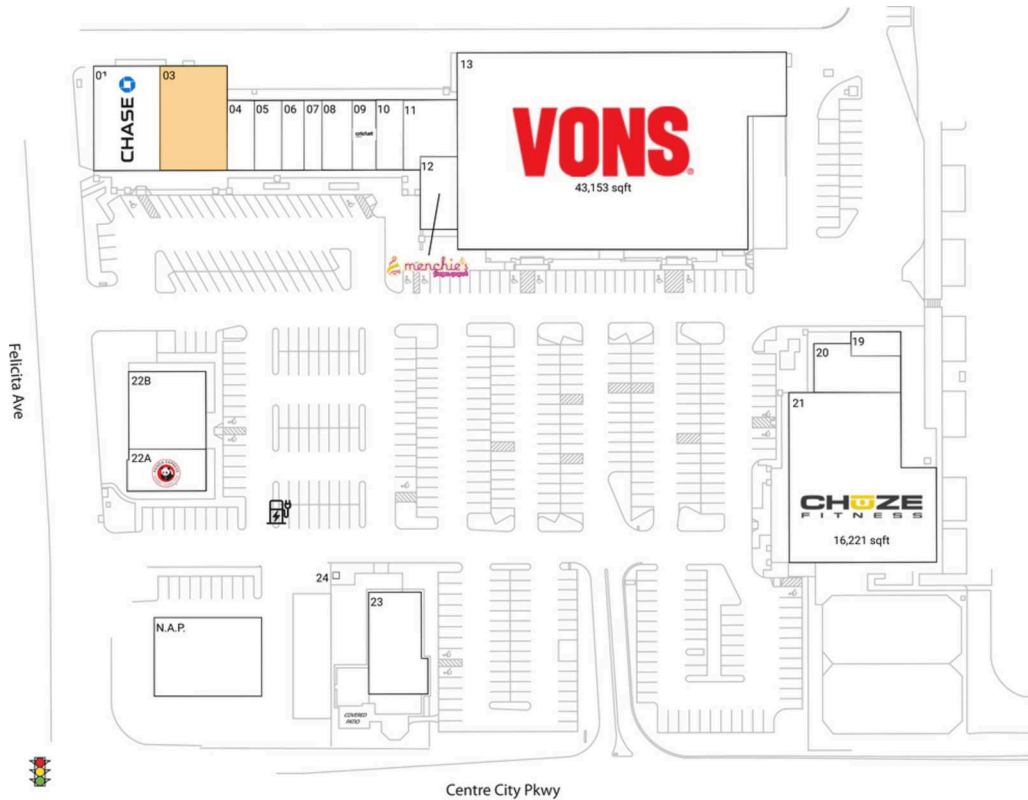 01
CHASE
03
04
05
06
07
08
09
cricket
10
11
12
13
VONS
43,153 sqft
menchie's
Felicita Ave
22B
22A
19
20
21
CHUZE
FITNESS
16,221 sqft
24
23
N.A.P.
COVERED
PATIO
Centre City Pkwy